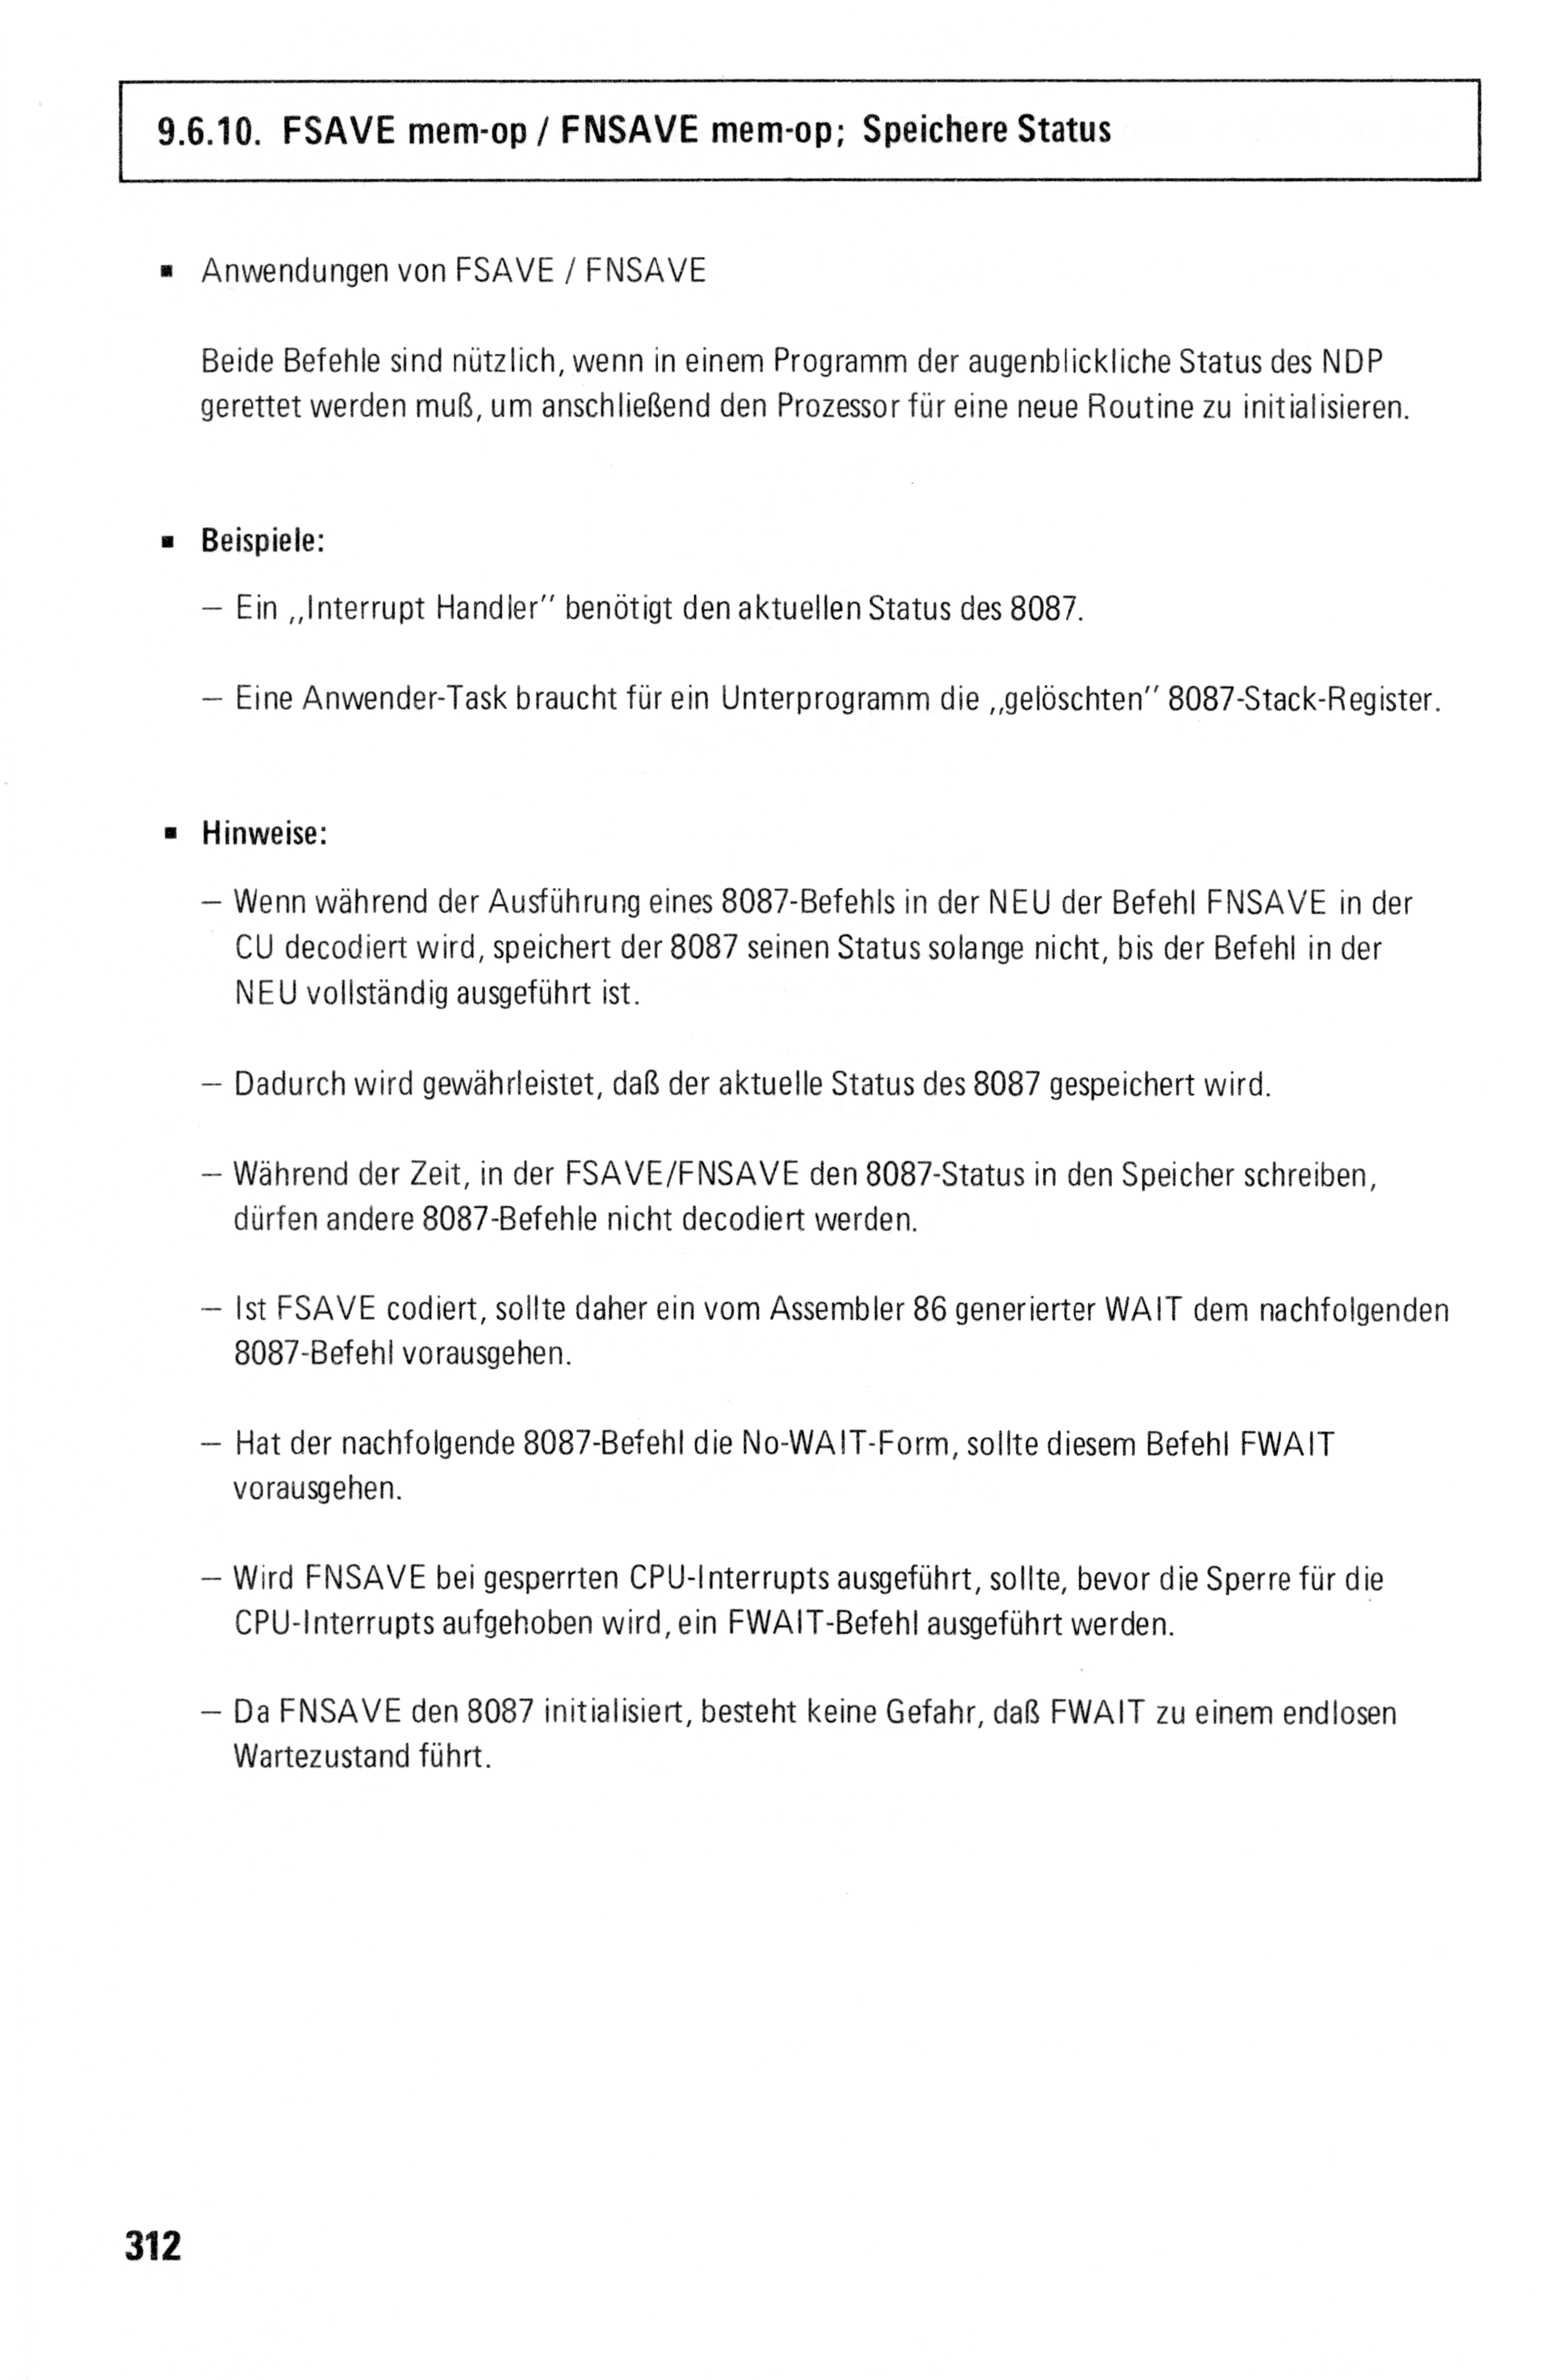 9.6.10. FSAVE mem-op / FNSAVE mem-op; Speichere Status
▪ Anwendungen von FSAVE / FNSAVE
Beide Befehle sind nützlich, wenn in einem Programm der augenblickliche Status des NDP
gerettet werden muß, um anschließend den Prozessor für eine neue Routine zu initialisieren.
▪ Beispiele:
— Ein „Interrupt Handler" benötigt den aktuellen Status des 8087.
— Eine Anwender-Task braucht für ein Unterprogramm die „gelöschten" 8087-Stack-Register.
▪ Hinweise:
— Wenn während der Ausführung eines 8087-Befehls in der NEU der Befehl FNSAVE in der
CU decodiert wird, speichert der 8087 seinen Status solange nicht, bis der Befehl in der
NEU vollständig ausgeführt ist.
— Dadurch wird gewährleistet, daß der aktuelle Status des 8087 gespeichert wird.
— Während der Zeit, in der FSAVE/FNSAVE den 8087-Status in den Speicher schreiben,
dürfen andere 8087-Befehle nicht decodiert werden.
— Ist FSAVE codiert, sollte daher ein vom Assembler 86 generierter WAIT dem nachfolgenden
8087-Befehl vorausgehen.
— Hat der nachfolgende 8087-Befehl die No-WAIT-Form, sollte diesem Befehl FWAIT
vorausgehen.
— Wird FNSAVE bei gesperrten CPU-Interrupts ausgeführt, sollte, bevor die Sperre für die
CPU-Interrupts aufgehoben wird, ein FWAIT-Befehl ausgeführt werden.
— Da FNSAVE den 8087 initialisiert, besteht keine Gefahr, daß FWAIT zu einem endlosen
Wartezustand führt.
312